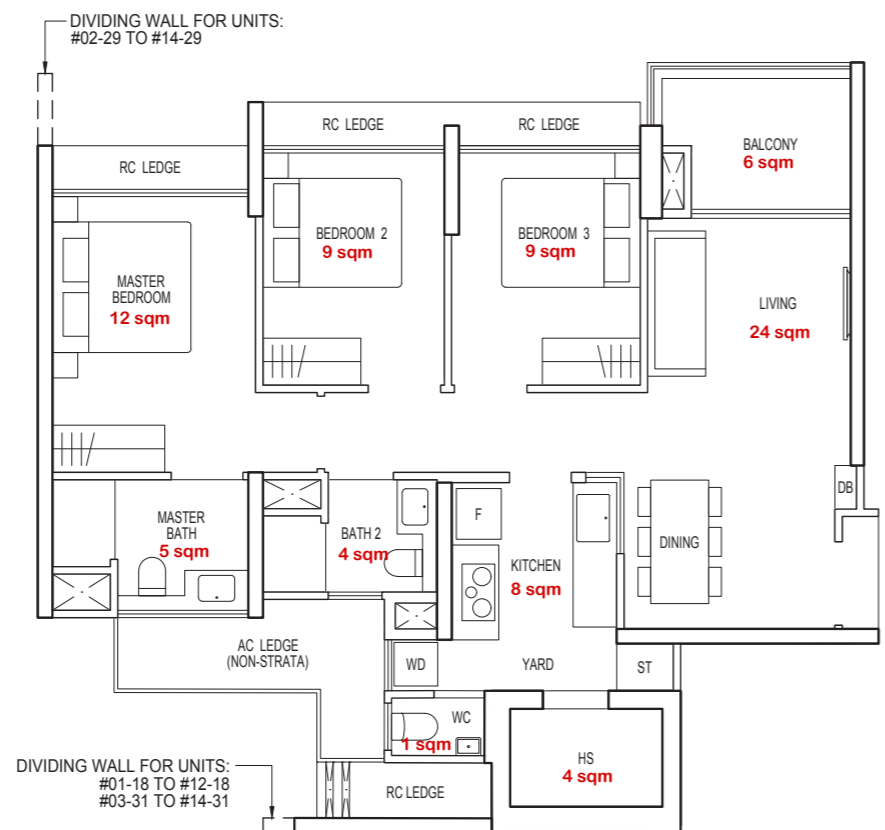 DIVIDING WALL FOR UNITS:
#02-29 TO #14-29
RC LEDGE
RC LEDGE
RC LEDGE
BALCONY
6 sqm
MASTER
BEDROOM
12 sqm
BEDROOM 2
9 sqm
BEDROOM 3
9 sqm
LIVING
24 sqm
MASTER
BATH
5 sqm
BATH 2
4 sqm
F
KITCHEN
8 sqm
DINING
DB
AC LEDGE
(NON-STRATA)
WD
YARD
ST
WC
1 sqm
HS
4 sqm
RC LEDGE
DIVIDING WALL FOR UNITS:
#01-18 TO #12-18
#03-31 TO #14-31